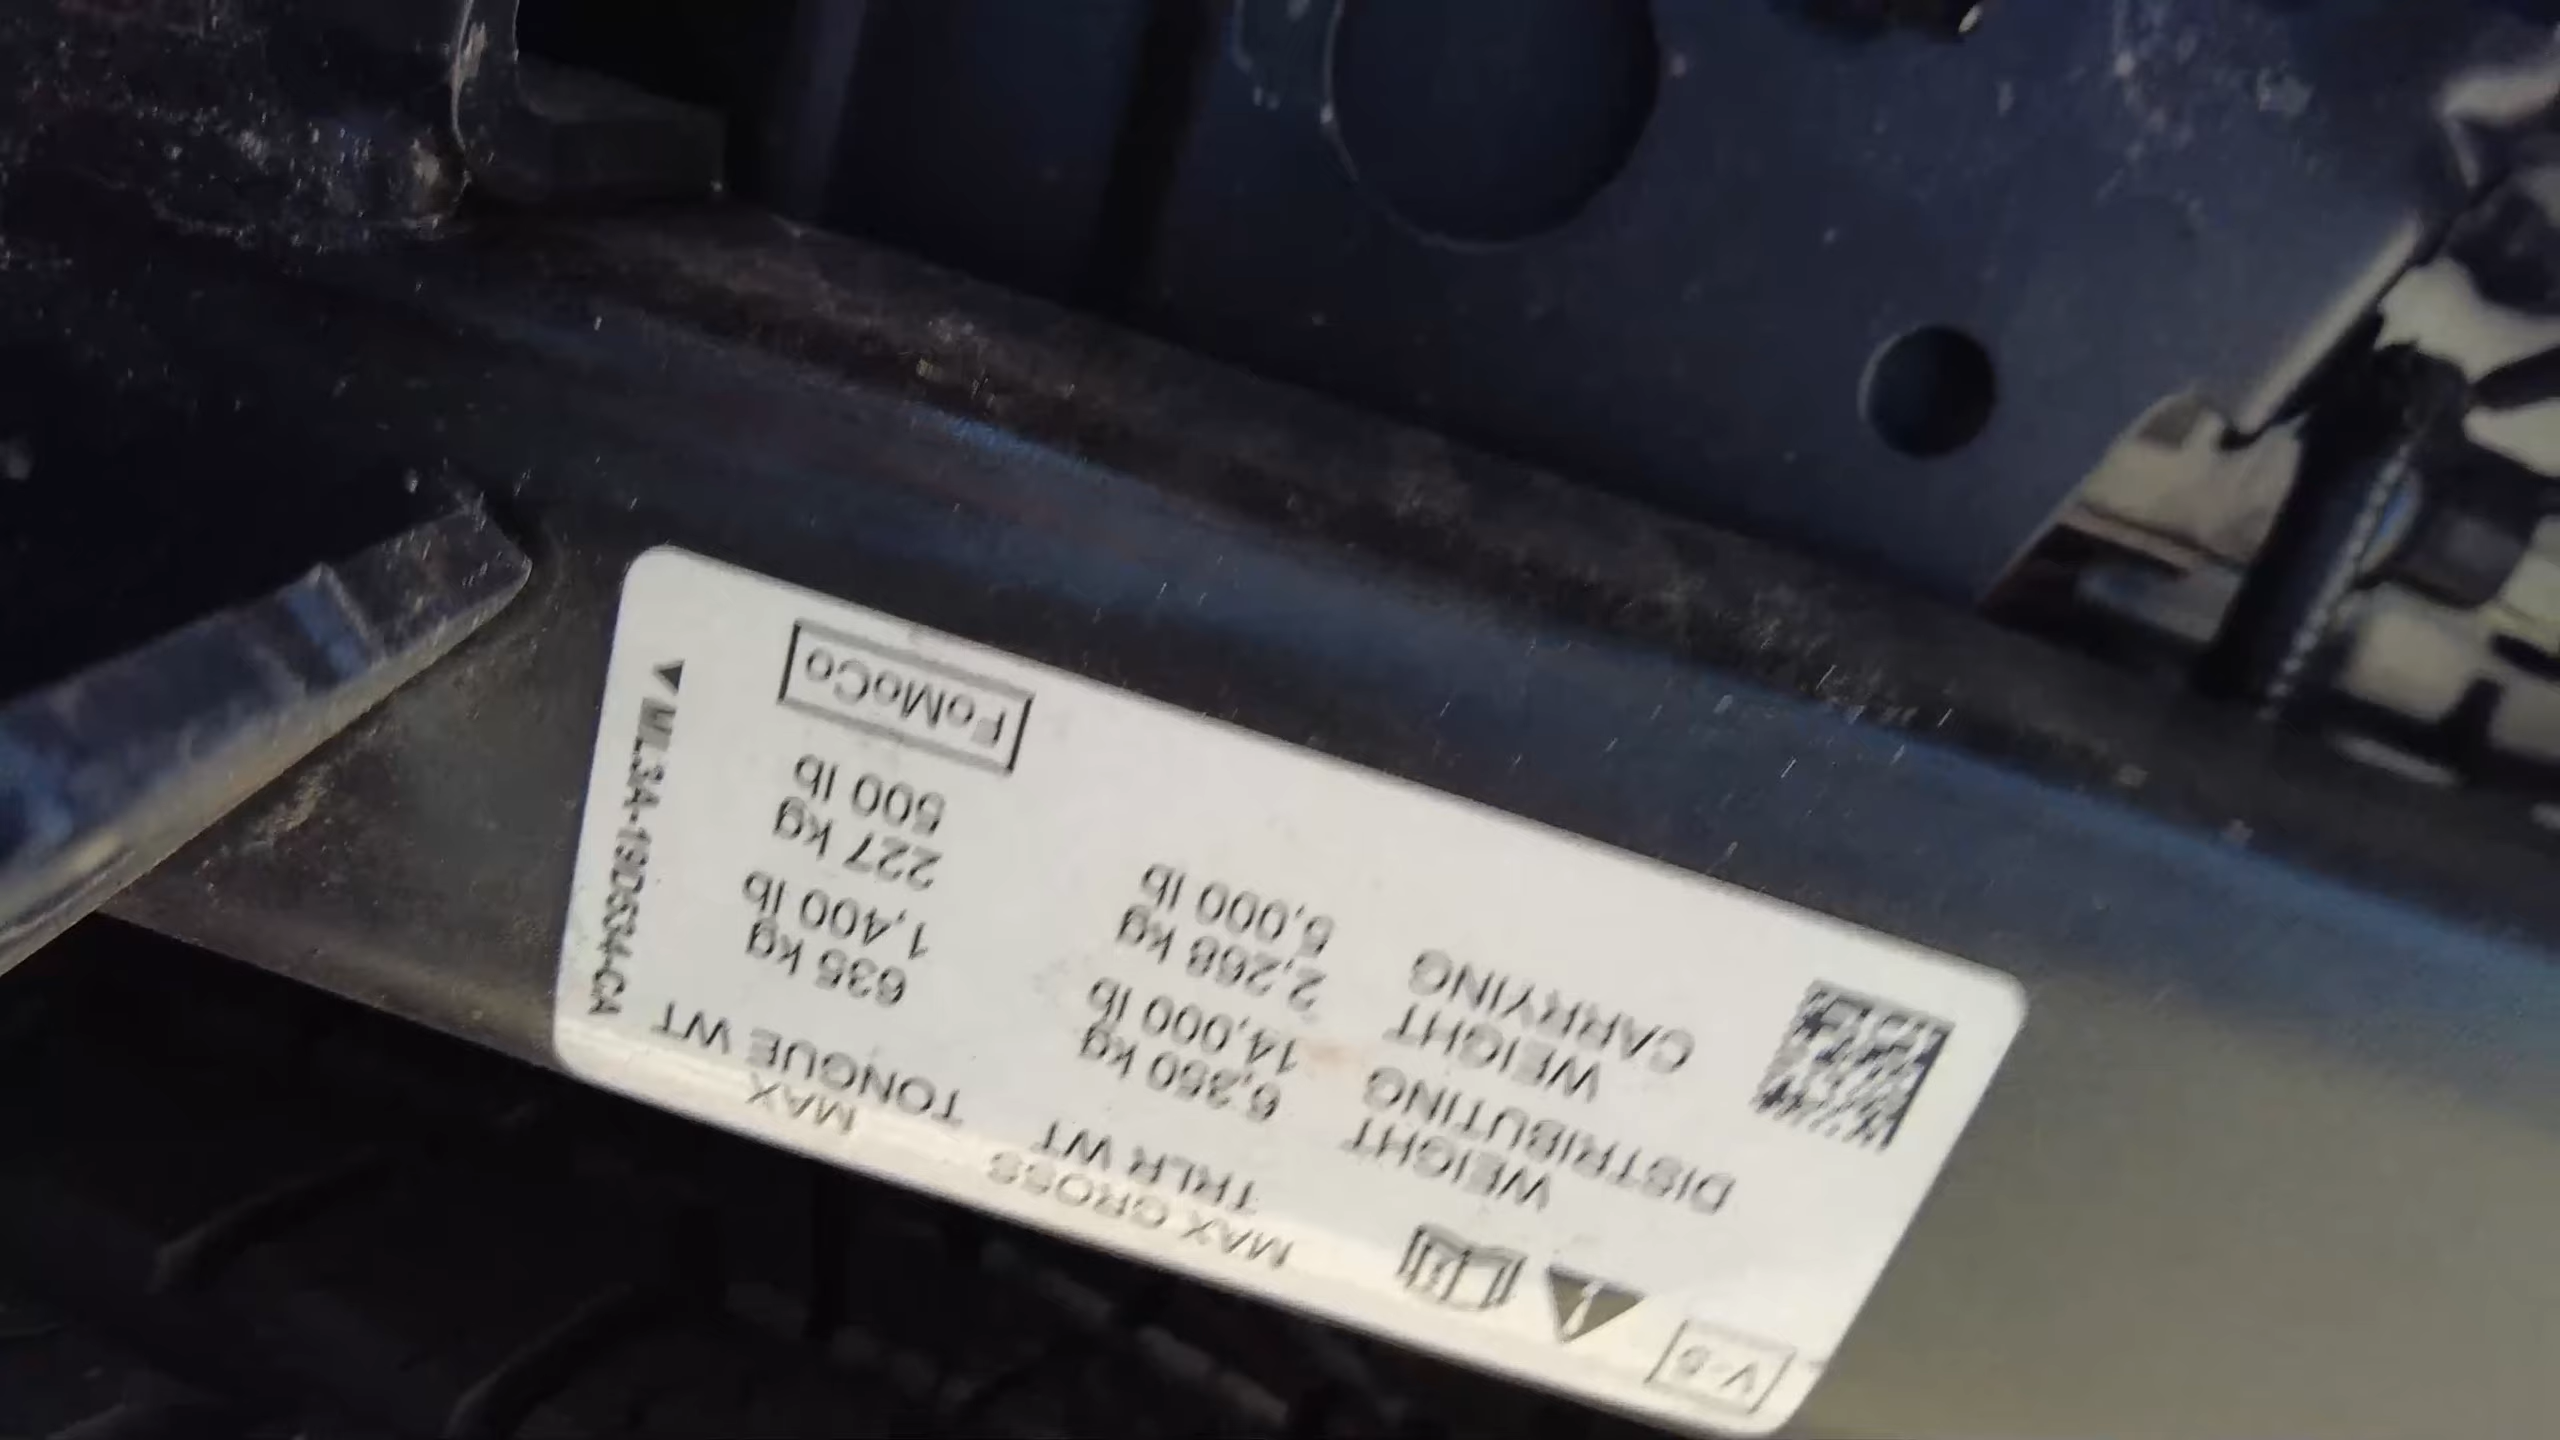 V-5
MAX GROSS
TRLR WT
MAX
TONGUE WT
WEIGHT
DISTRIBUTING
6,350 kg
14,000 lb
635 kg
1,400 lb
WEIGHT
CARRYING
2,268 kg
5,000 lb
227 kg
500 lb
FoMoCo
ML3A-19D534-CA